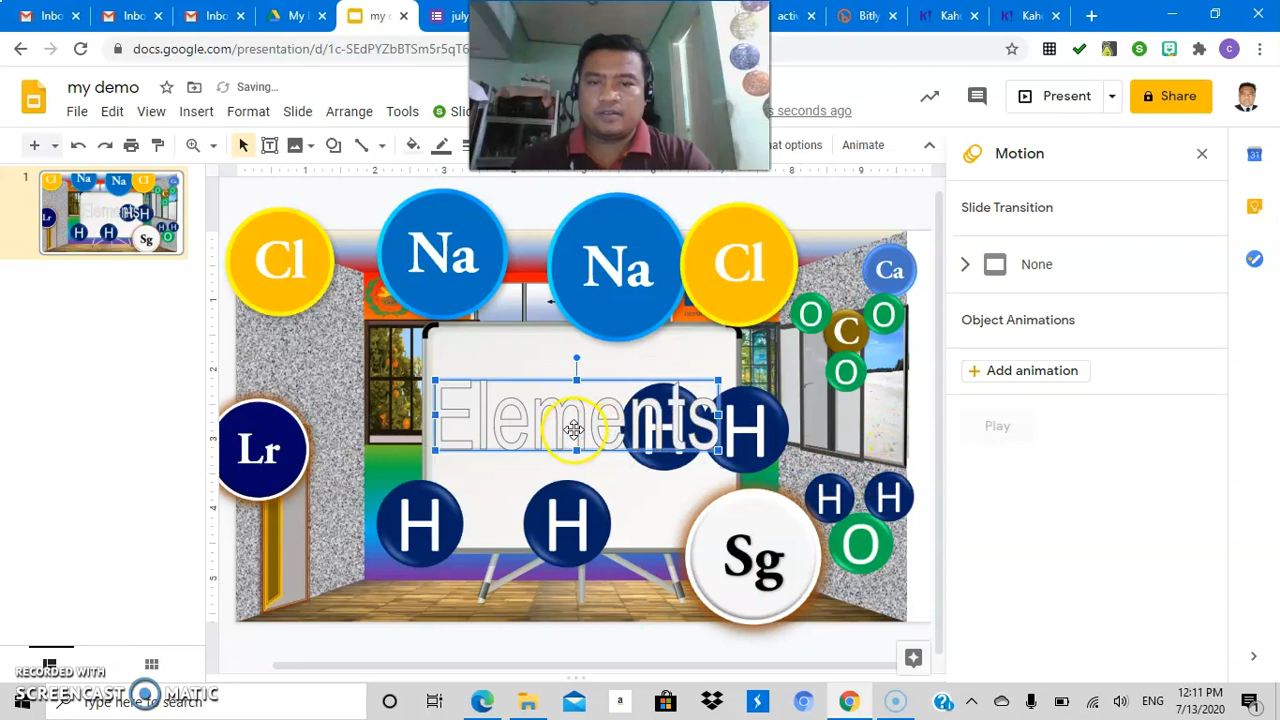 Inbo
Inbo
Inbo
My
my
july
acti
Bitly
Kaho
Kaho
docs.google.com/presentation/d/1c-SEdPYZbBTSm5r5qT6
c
my demo
Saving...
File Edit View Insert Format Slide Arrange Tools
s seconds ago
Present
Share
at options
Animate
Motion
Slide Transition
None
Object Animations
+ Add animation
Play
1
Cl Na Na Cl Ca
O O
C
O
Elements
H H
Lr
H H
Sg
H H
O
RECORDED WITH
SCREENCAST MATIC
Type here to search
ENG
12:11 PM
7/13/2020